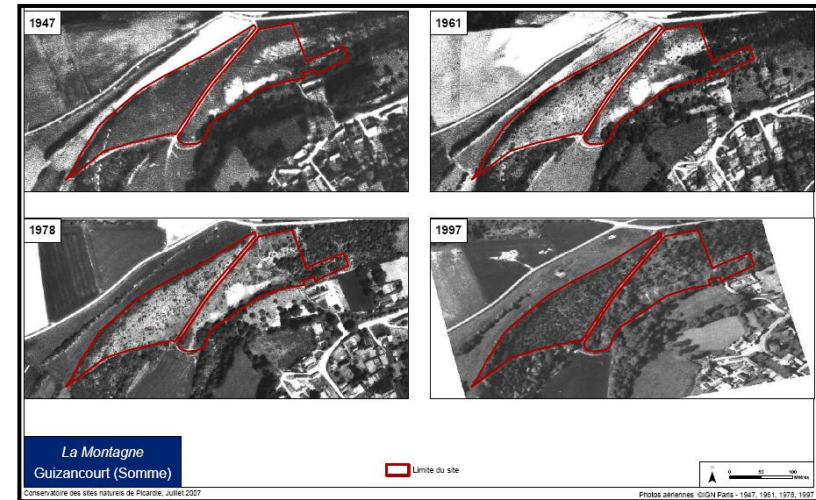 1947
1961
1978
1997
La Montagne
Guizancourt (Somme)
Limite du site
N
0 50 100
Mètres
Conservatoire des sites naturels de Picardie, Juillet 2007
Photos aériennes ©IGN Paris - 1947, 1961, 1978, 1997